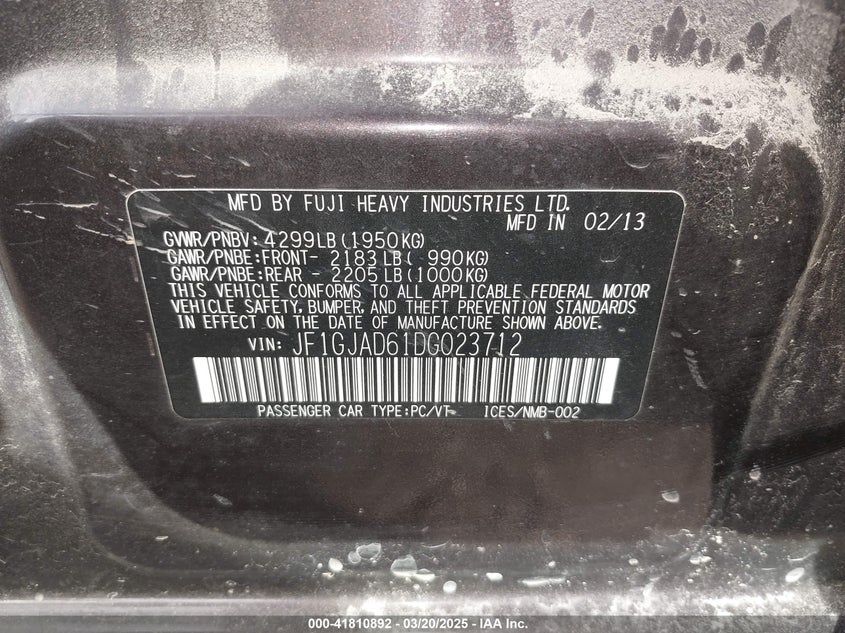 MFD BY FUJI HEAVY INDUSTRIES LTD.
MFD IN 02/13
GVWR/PNBV: 4299LB(1950KG)
GAWR/PNBE:FRONT- 2183LB( 990KG)
GAWR/PNBE:REAR - 2205LB(1000KG)
THIS VEHICLE CONFORMS TO ALL APPLICABLE FEDERAL MOTOR
VEHICLE SAFETY, BUMPER, AND THEFT PREVENTION STANDARDS
IN EFFECT ON THE DATE OF MANUFACTURE SHOWN ABOVE.
VIN: JF1GJAD61DG023712
PASSENGER CAR TYPE:PC/VT ICES/NMB-002
000-41810892 - 03/20/2025 - IAA Inc.